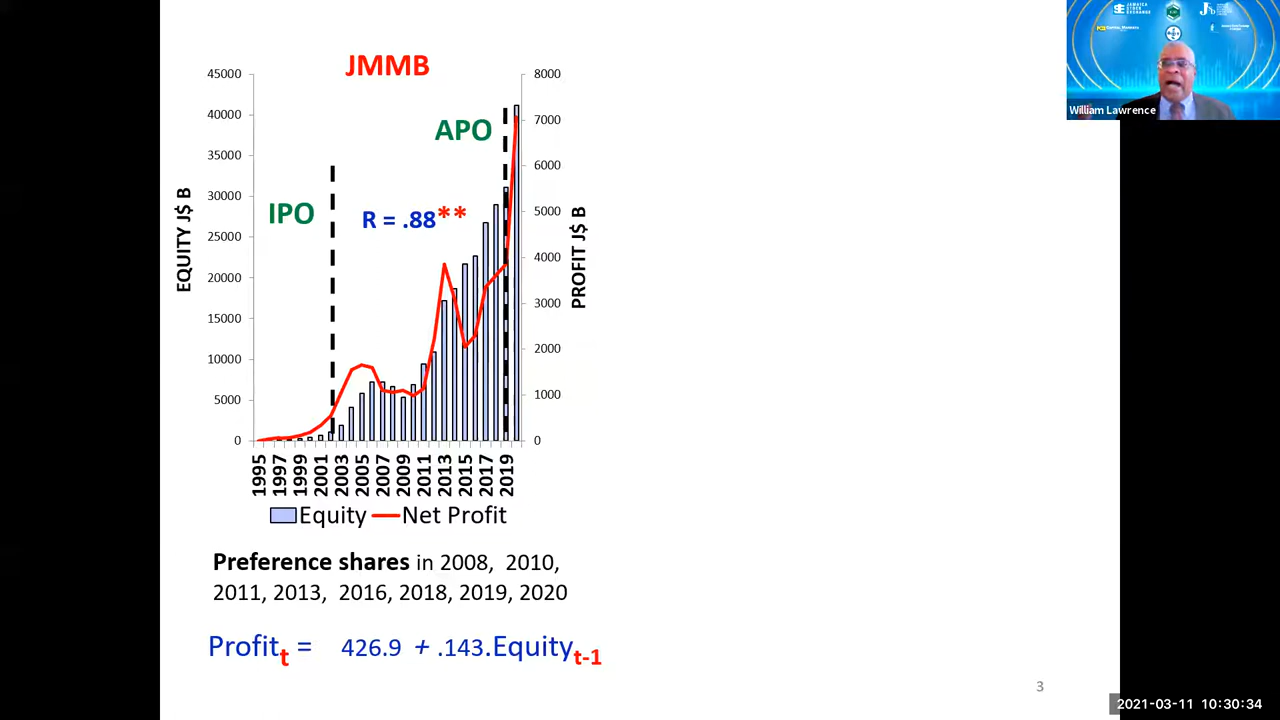 JMMB
45000
40000
35000
30000
25000
20000
15000
10000
5000
0
EQUITY J$ B
8000
7000
6000
5000
4000
3000
2000
1000
0
PROFIT J$ B
APO
IPO
R = .88**
1995 1997 1999 2001 2003 2005 2007 2009 2011 2013 2015 2017 2019
Equity Net Profit
Preference shares in 2008, 2010,
2011, 2013, 2016, 2018, 2019, 2020
Profit t = 426.9 + .143.Equity t-1
3
JAMAICA
STOCK
EXCHANGE
William Lawrence
2021-03-11 10:30:34